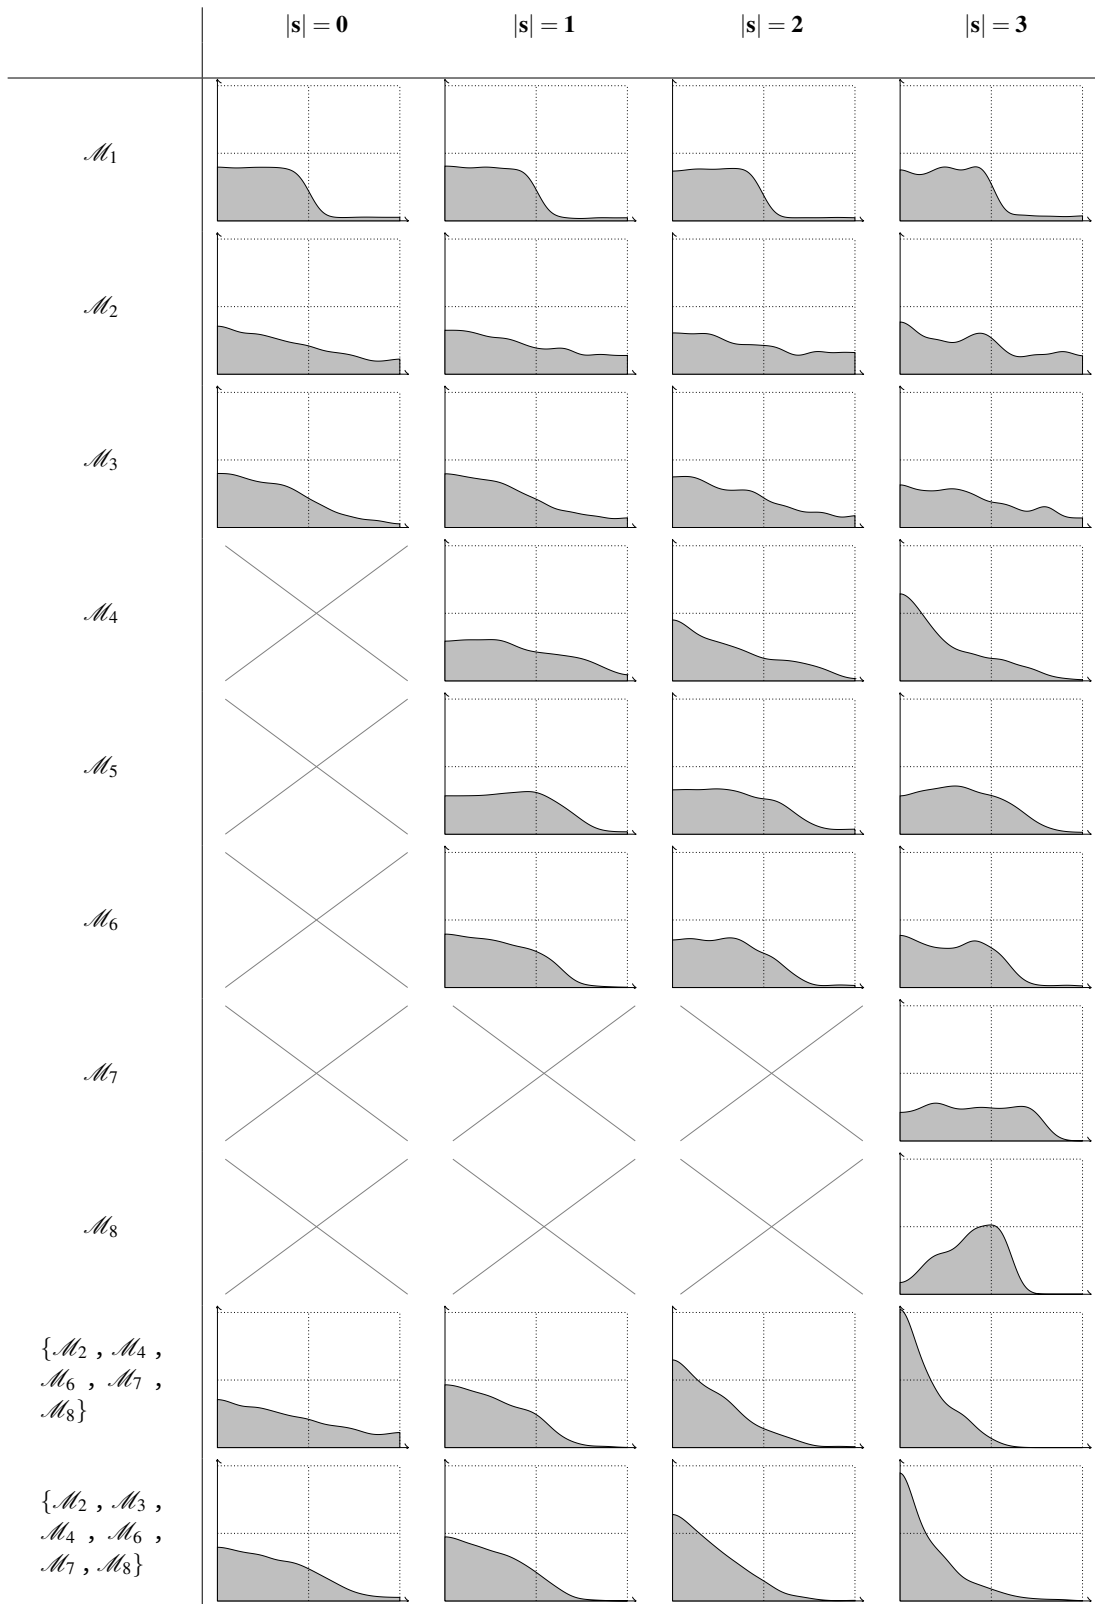 |s| = 0 |s| = 1 |s| = 2 |s| = 3
ℳ₁
ℳ₂
ℳ₃
ℳ₄
ℳ₅
ℳ₆
ℳ₇
ℳ₈
{ℳ₂ , ℳ₄ ,
ℳ₆ , ℳ₇ ,
ℳ₈}
{ℳ₂ , ℳ₃ ,
ℳ₄ , ℳ₆ ,
ℳ₇ , ℳ₈}